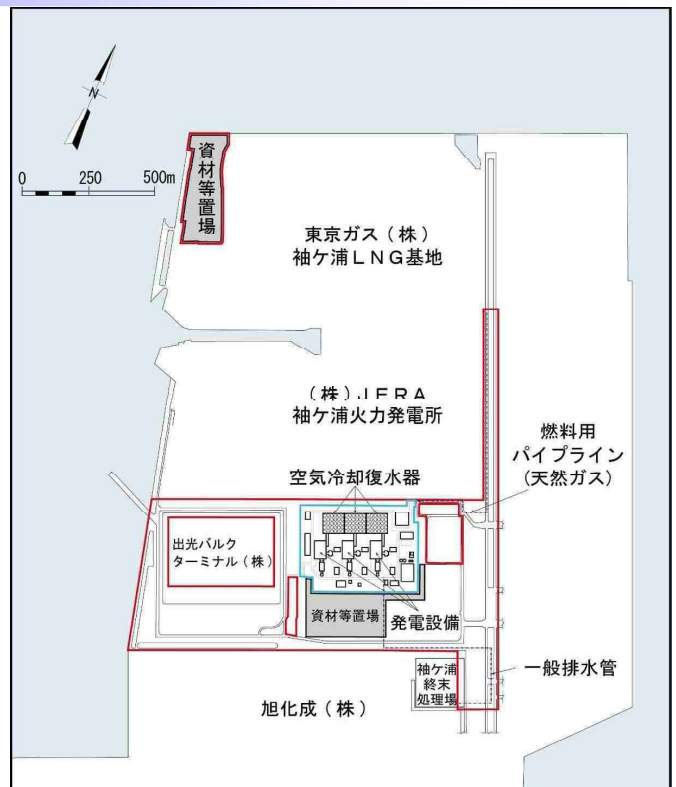 N
0 250 500m
資材等置場
東京ガス（株）
袖ケ浦ＬＮＧ基地
（株）ＪＥＲＡ
袖ケ浦火力発電所
燃料用
パイプライン
（天然ガス）
空気冷却復水器
出光バルク
ターミナル（株）
資材等置場
発電設備
袖ケ浦
終末
処理場
一般排水管
旭化成（株）